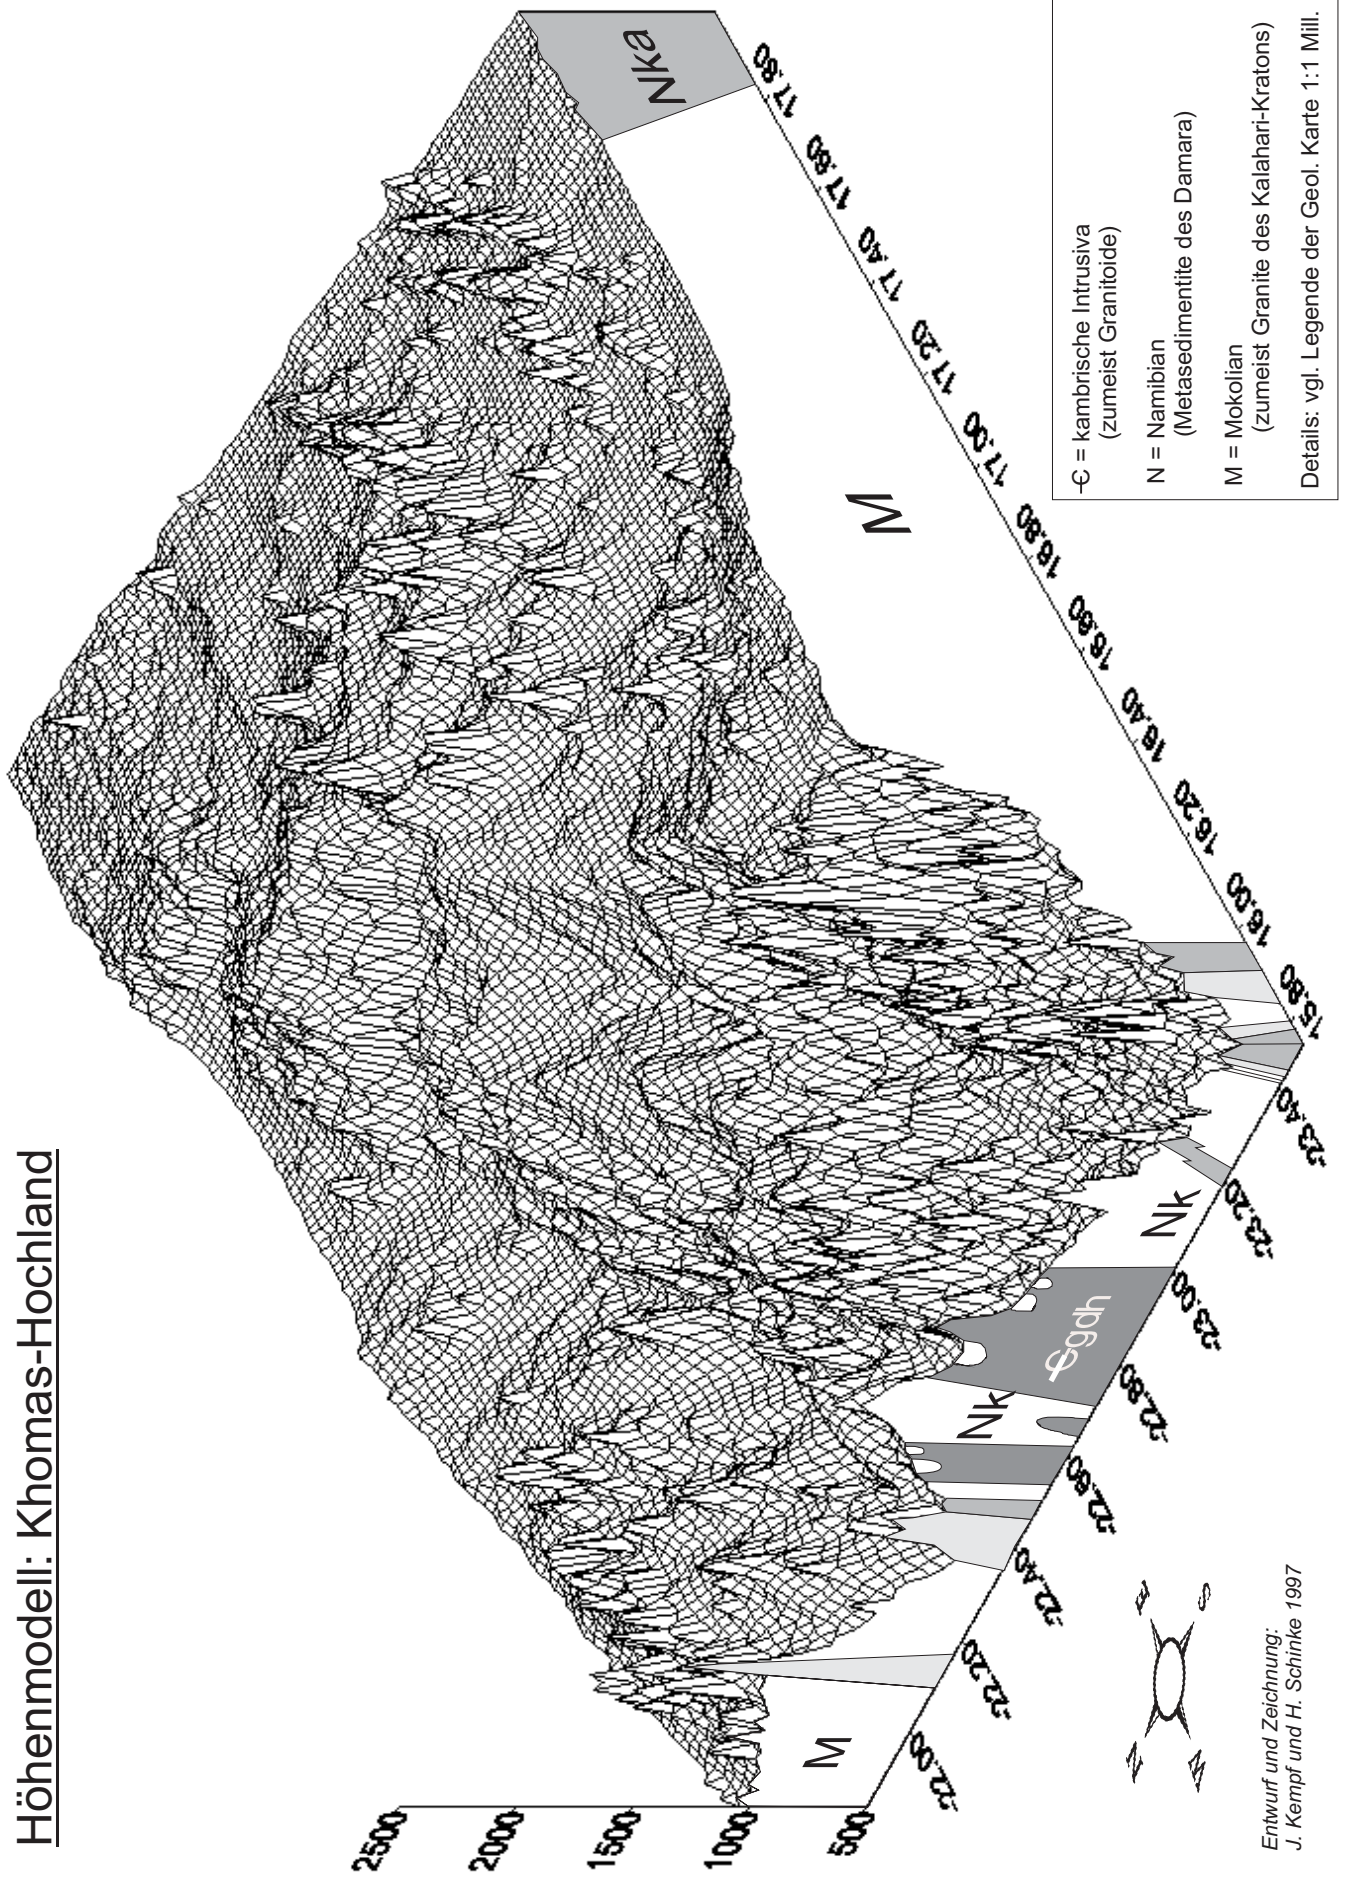 Höhenmodell: Khomas-Hochland
2500
2000
1500
1000
500
M
Nk
Nk
-Cgdh
M
Nka
-22.00
-22.20
-22.40
-22.60
-22.80
-23.00
-23.20
-23.40
15.80
16.00
16.20
16.40
16.60
16.80
17.00
17.20
17.40
17.60
17.80
N
E
W
S
Entwurf und Zeichnung:
J. Kempf und H. Schinke 1997
-C = kambrische Intrusiva
(zumeist Granitoide)
N = Namibian
(Metasedimentite des Damara)
M = Mokolian
(zumeist Granite des Kalahari-Kratons)
Details: vgl. Legende der Geol. Karte 1:1 Mill.